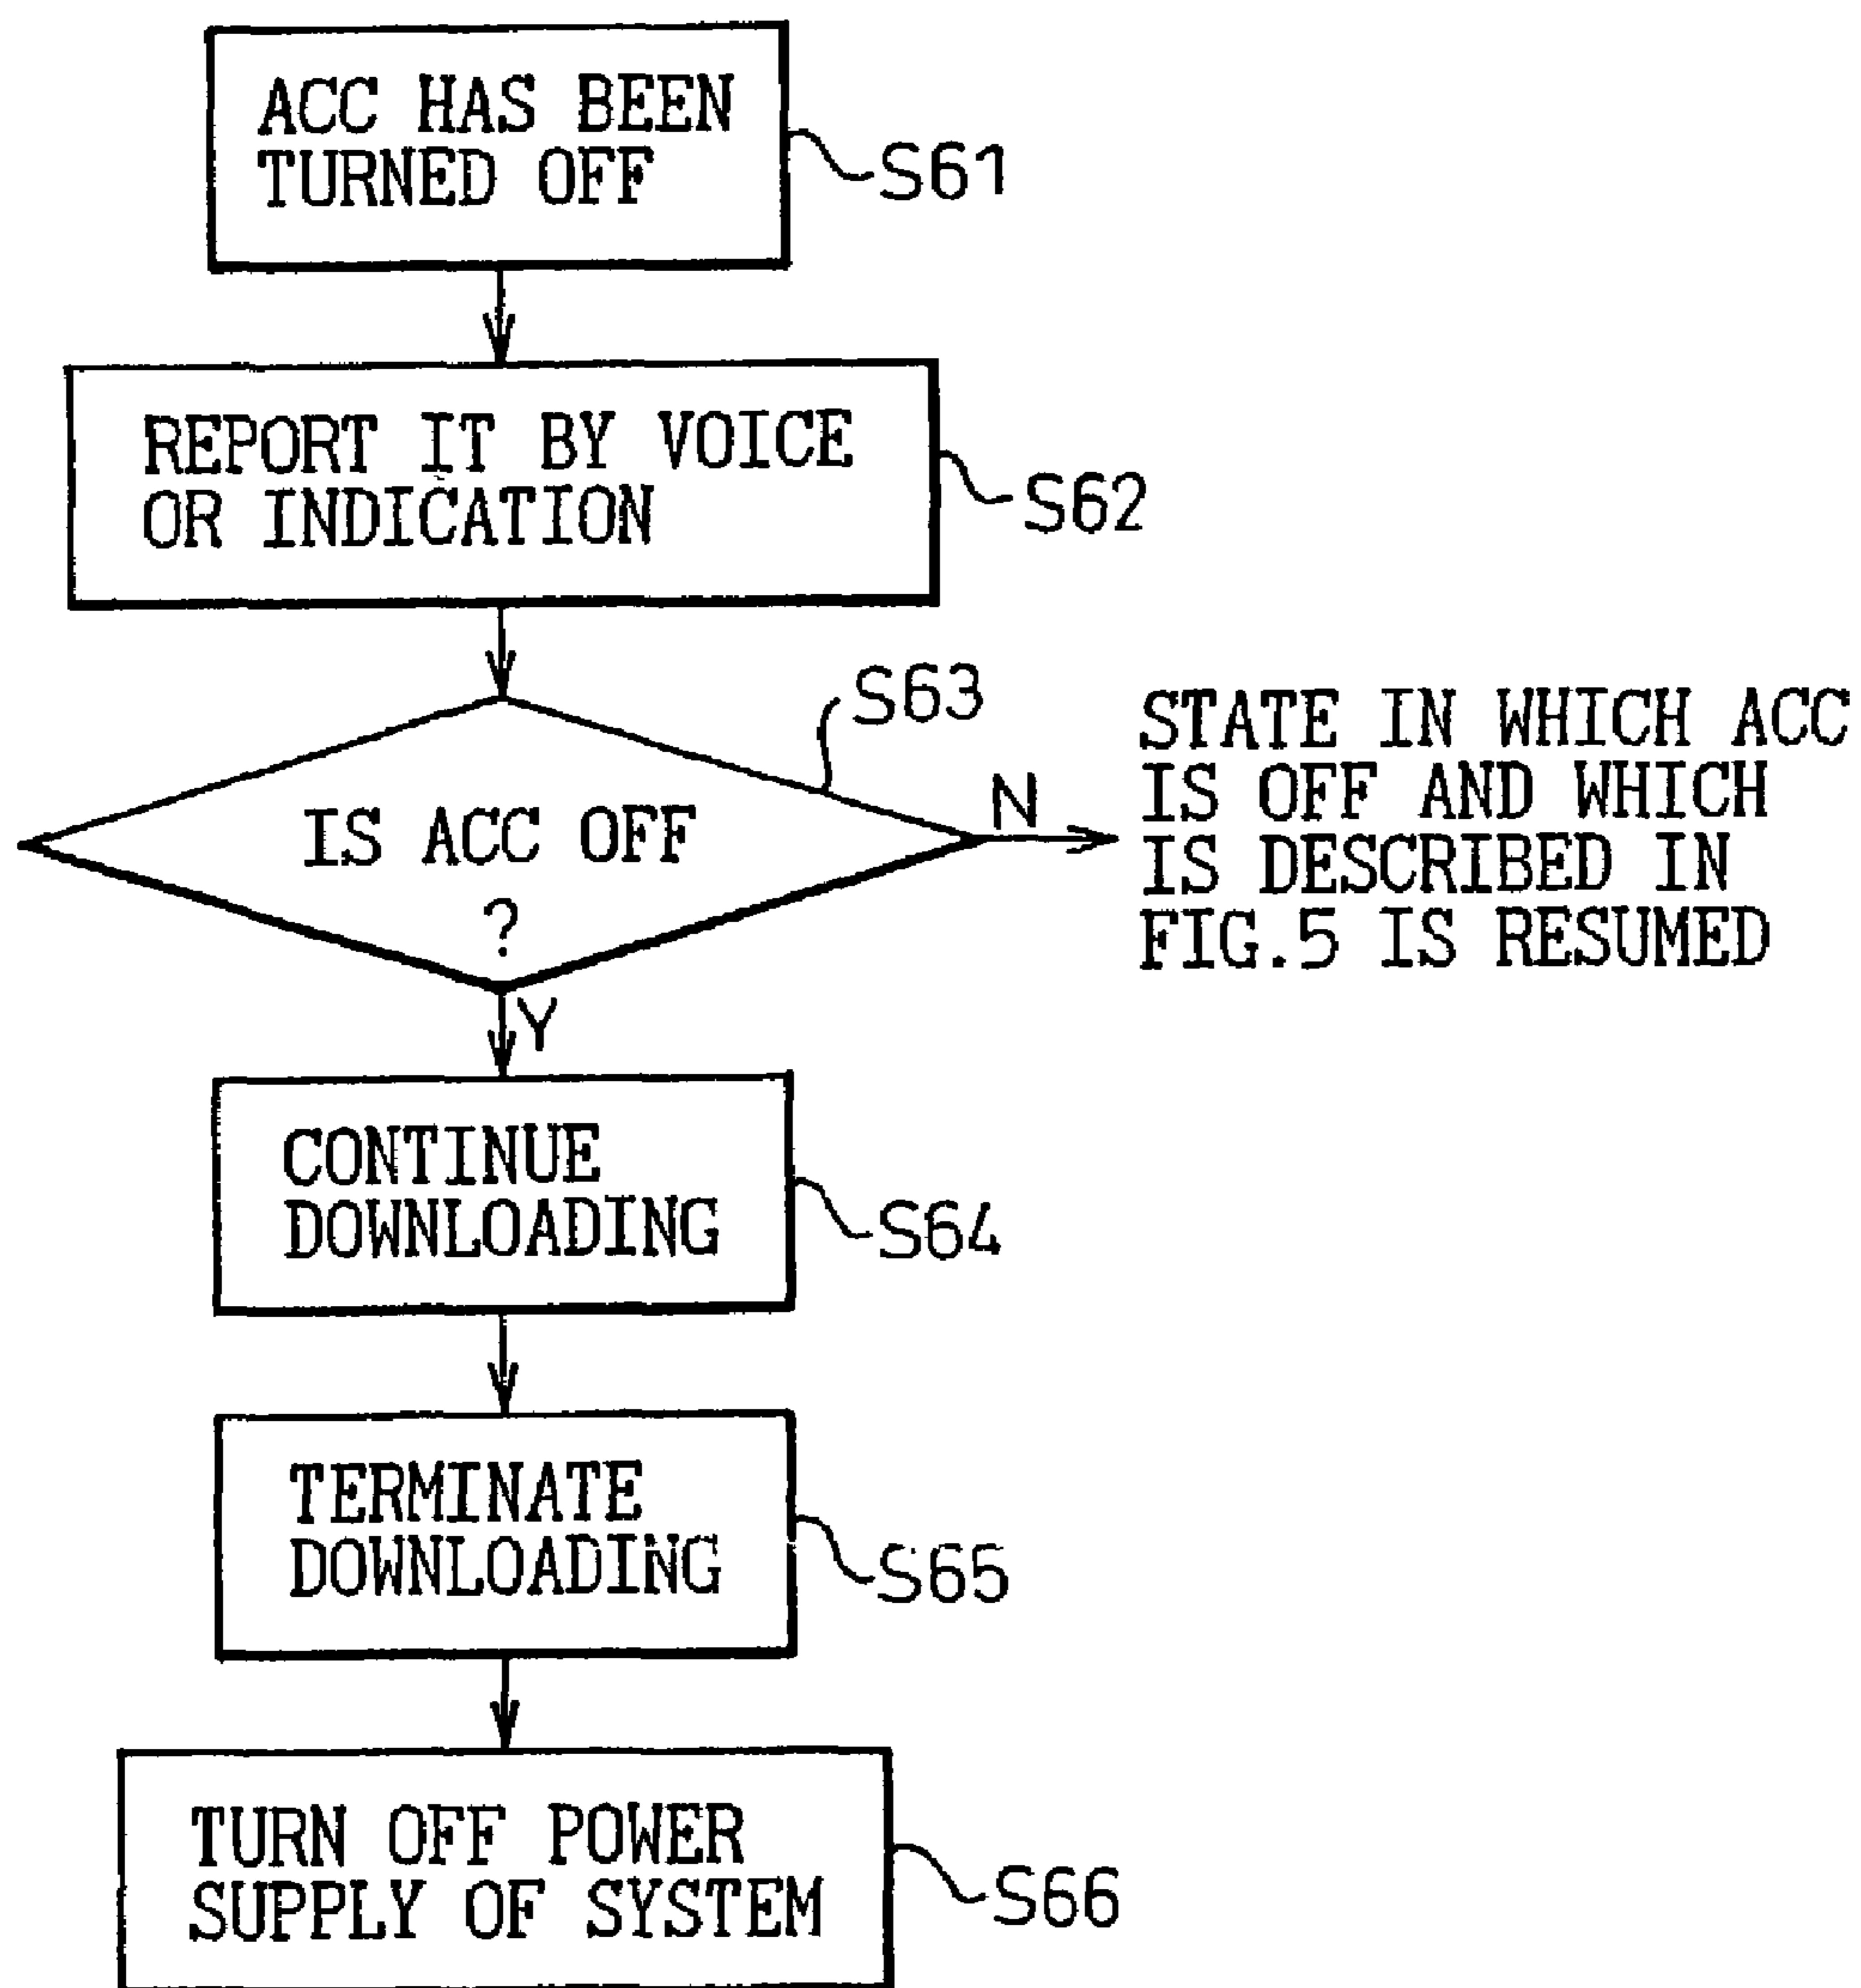 ACC HAS BEEN
TURNED OFF
S61
REPORT IT BY VOICE
OR INDICATION
S62
S63
IS ACC OFF
?
N
STATE IN WHICH ACC
IS OFF AND WHICH
IS DESCRIBED IN
FIG.5 IS RESUMED
Y
CONTINUE
DOWNLOADING
S64
TERMINATE
DOWNLOADING
S65
TURN OFF POWER
SUPPLY OF SYSTEM
S66